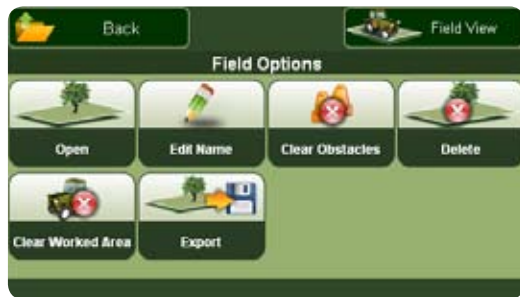 Back
Field View
Field Options
Open
Edit Name
Clear Obstacles
Delete
Clear Worked Area
Export